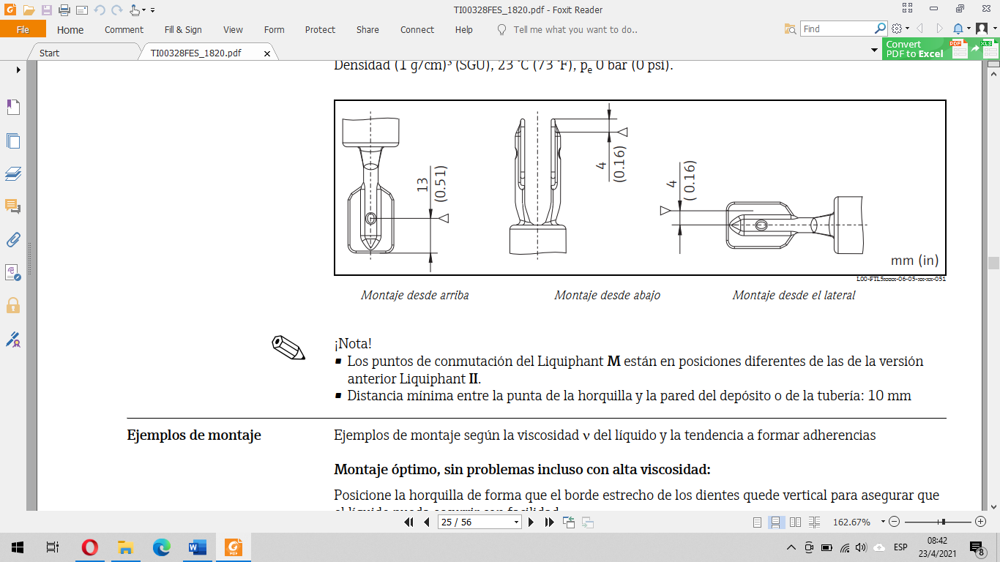 TI00328FES_1820.pdf - Foxit Reader
File Home Comment Fill & Sign View Form Protect Share Connect Help Tell me what you want to do.. Find
Start TI00328FES_1820.pdf
Convert
PDF to Excel
PDF XLS
Densidad (1 g/cm)³ (SGU), 23 °C (73 °F), pe 0 bar (0 psi).
13
(0.51)
4
(0.16)
4
( 0.16)
mm (in)
L00-FTL5xxxx-06-05-xx-xx-051
Montaje desde arriba Montaje desde abajo Montaje desde el lateral
¡Nota!
Los puntos de conmutación del Liquiphant M están en posiciones diferentes de las de la versión
anterior Liquiphant II.
Distancia mínima entre la punta de la horquilla y la pared del depósito o de la tubería: 10 mm
Ejemplos de montaje Ejemplos de montaje según la viscosidad ν del líquido y la tendencia a formar adherencias
Montaje óptimo, sin problemas incluso con alta viscosidad:
Posicione la horquilla de forma que el borde estrecho de los dientes quede vertical para asegurar que
25 / 56 162.67%
ESP 08:42
23/4/2021 8